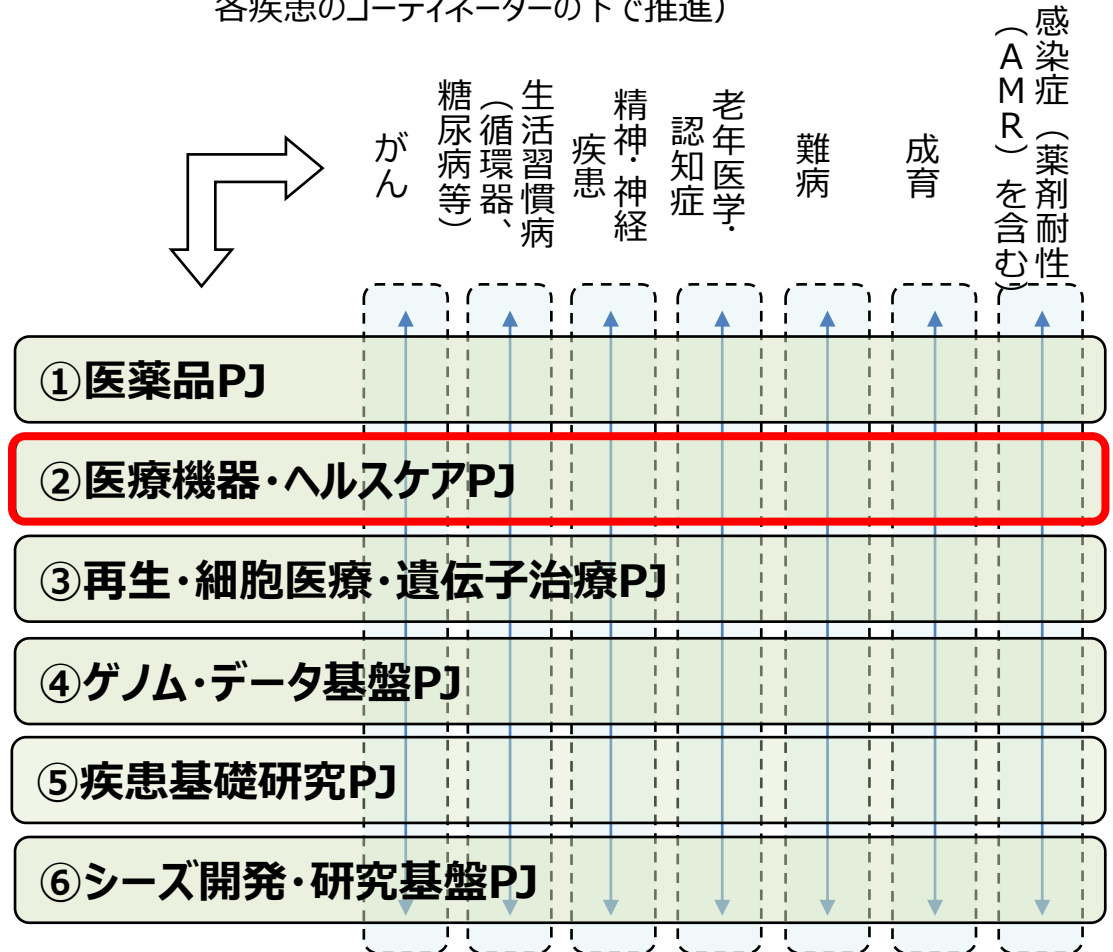 各疾患のコーディネーターの下で推進）
がん
生活習慣病
（循環器、
糖尿病等）
精神・神経
疾患
老年医学・
認知症
難病
成育
感染症（薬剤耐性
（AMR）を含む）
①医薬品PJ
②医療機器・ヘルスケアPJ
③再生・細胞医療・遺伝子治療PJ
④ゲノム・データ基盤PJ
⑤疾患基礎研究PJ
⑥シーズ開発・研究基盤PJ